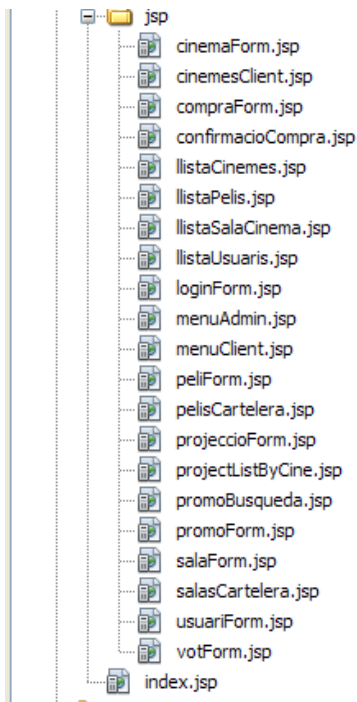 jsp
cinemaForm.jsp
cinemesClient.jsp
compraForm.jsp
confirmacioCompra.jsp
llistaCinemes.jsp
llistaPelis.jsp
llistaSalaCinema.jsp
llistaUsuaris.jsp
loginForm.jsp
menuAdmin.jsp
menuClient.jsp
peliForm.jsp
pelisCartelera.jsp
projeccioForm.jsp
projectListByCine.jsp
promoBusqueda.jsp
promoForm.jsp
salaForm.jsp
salasCartelera.jsp
usuariForm.jsp
votForm.jsp
index.jsp